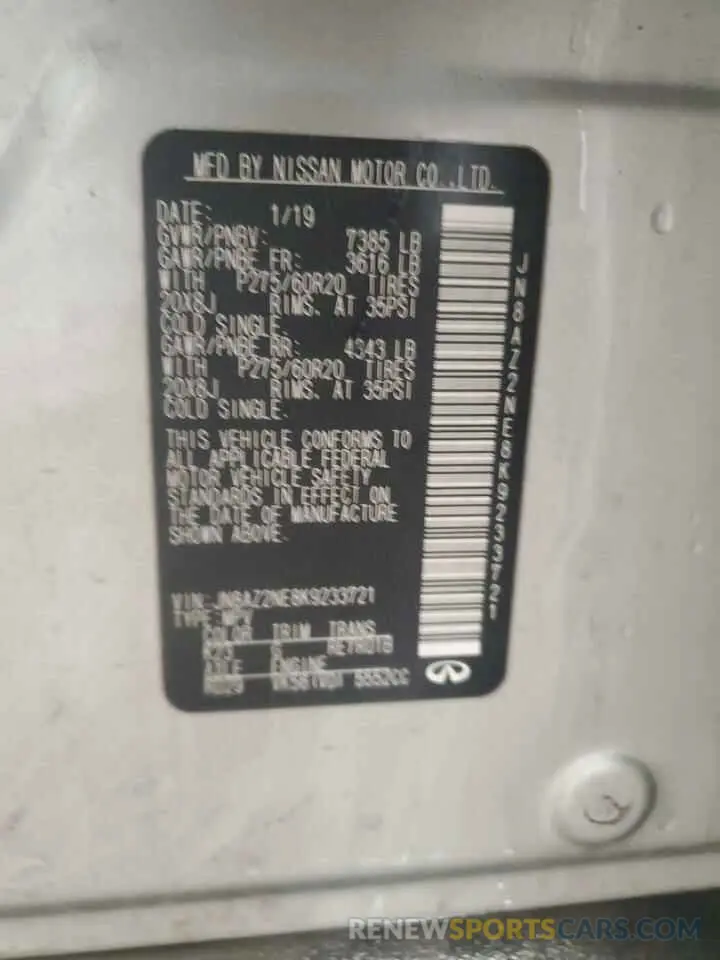 MFD BY NISSAN MOTOR CO.,LTD.
DATE: 1/19
GVWR/PNBV: 7385 LB
GAWR/PNBE FR: 3616 LB
WITH P275/60R20 TIRES
20X8J RIMS. AT 35PSI
COLD SINGLE.
GAWR/PNBE RR: 4343 LB
WITH P275/60R20 TIRES
20X8J RIMS. AT 35PSI
COLD SINGLE.
THIS VEHICLE CONFORMS TO
ALL APPLICABLE FEDERAL
MOTOR VEHICLE SAFETY
STANDARDS IN EFFECT ON
THE DATE OF MANUFACTURE
SHOWN ABOVE.
VIN: JN8AZ2NE8K9233721
TYPE: MPV
COLOR TRIM TRANS
K23 G
AXLE ENGINE
5552CC
JN8AZ2NE8K9233721
RENEWSPORTSCARS.COM